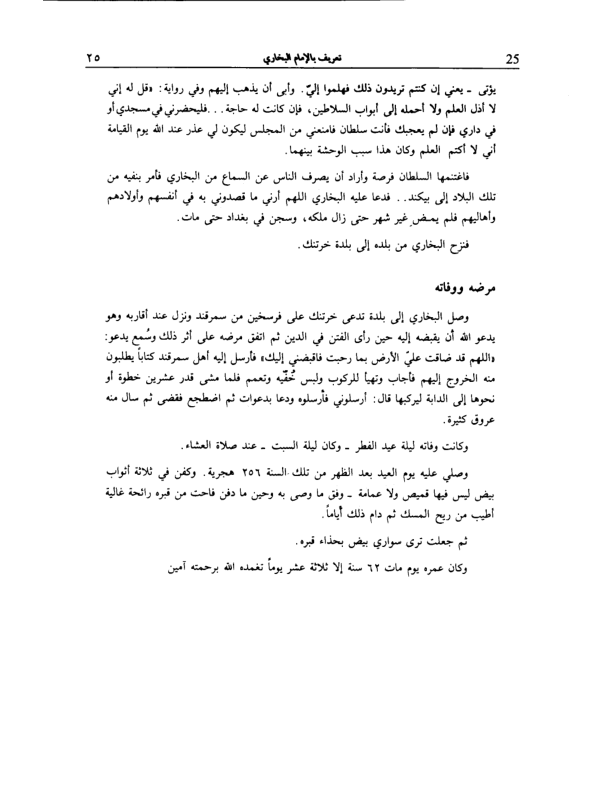 25 تعريف بالإمام البخاري ٢٥
يؤتى ـ يعني إن كنتم تريدون ذلك فهلموا إليّ. وأبى أن يذهب إليهم وفي رواية: «قل له إني
لا أذل العلم ولا أحمله إلى أبواب السلاطين، فإن كانت له حاجة . . . فليحضرني في مسجدي أو
في داري فإن لم يعجبك فأنت سلطان فامنعني من المجلس ليكون لي عذر عند الله يوم القيامة
أني لا أكتم العلم وكان هذا سبب الوحشة بينهما.
فاغتنمها السلطان فرصة وأراد أن يصرف الناس عن السماع من البخاري فأمر بنفيه من
تلك البلاد إلى بيكند . . فدعا عليه البخاري اللهم أرني ما قصدوني به في أنفسهم وأولادهم
وأهاليهم فلم يمض غير شهر حتى زال ملكه، وسجن في بغداد حتى مات.
فنزح البخاري من بلده إلى بلدة خرتنك.
مرضه ووفاته
وصل البخاري إلى بلدة تدعى خرتنك على فرسخين من سمرقند ونزل عند أقاربه وهو
يدعو الله أن يقبضه إليه حين رأى الفتن في الدين ثم اتفق مرضه على أثر ذلك وسُمع يدعو:
«اللهم قد ضاقت عليّ الأرض بما رحبت فاقبضني إليك» فأرسل إليه أهل سمرقند كتاباً يطلبون
منه الخروج إليهم فأجاب وتهيأ للركوب ولبس خُفّيه وتعمم فلما مشى قدر عشرين خطوة أو
نحوها إلى الدابة ليركبها قال: أرسلوني فأرسلوه ودعا بدعوات ثم اضطجع فقضى ثم سال منه
عروق كثيرة.
وكانت وفاته ليلة عيد الفطر ـ وكان ليلة السبت ـ عند صلاة العشاء.
وصلي عليه يوم العيد بعد الظهر من تلك السنة ٢٥٦ هجرية. وكفن في ثلاثة أثواب
بيض ليس فيها قميص ولا عمامة ـ وفق ما وصى به وحين ما دفن فاحت من قبره رائحة غالية
أطيب من ريح المسك ثم دام ذلك أياماً.
ثم جعلت ترى سواري بيض بحذاء قبره.
وكان عمره يوم مات ٦٢ سنة إلا ثلاثة عشر يوماً تغمده الله برحمته آمين